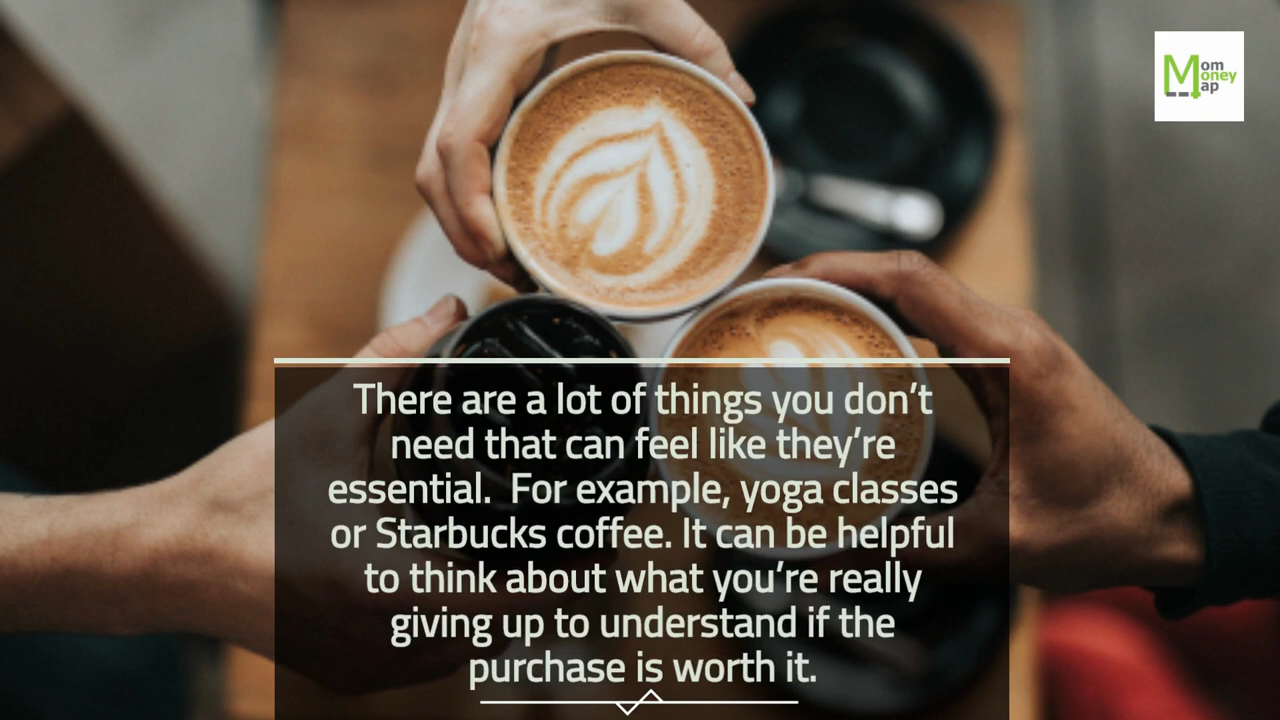 Mom
Money
Map
There are a lot of things you don't
need that can feel like they're
essential.  For example, yoga classes
or Starbucks coffee. It can be helpful
to think about what you're really
giving up to understand if the
purchase is worth it.